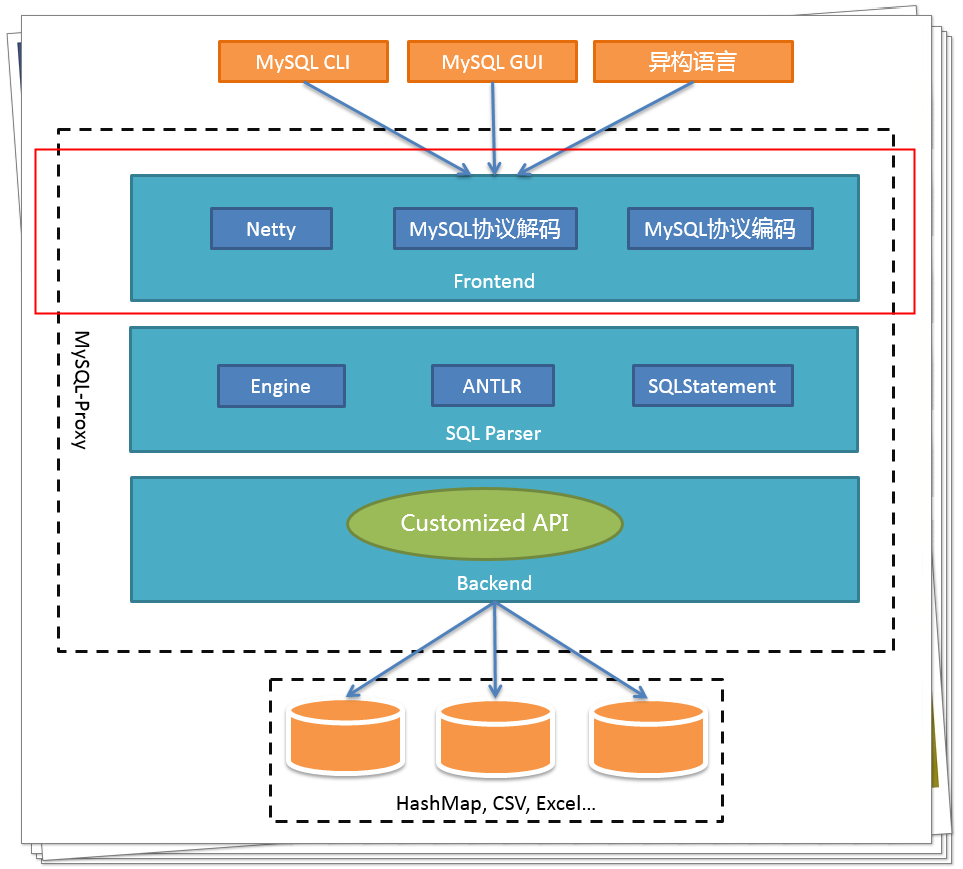 MySQL CLI
MySQL GUI
异构语言
Netty
MySQL协议解码
MySQL协议编码
Frontend
MySQL-Proxy
Engine
ANTLR
SQLStatement
SQL Parser
Customized API
Backend
HashMap, CSV, Excel...